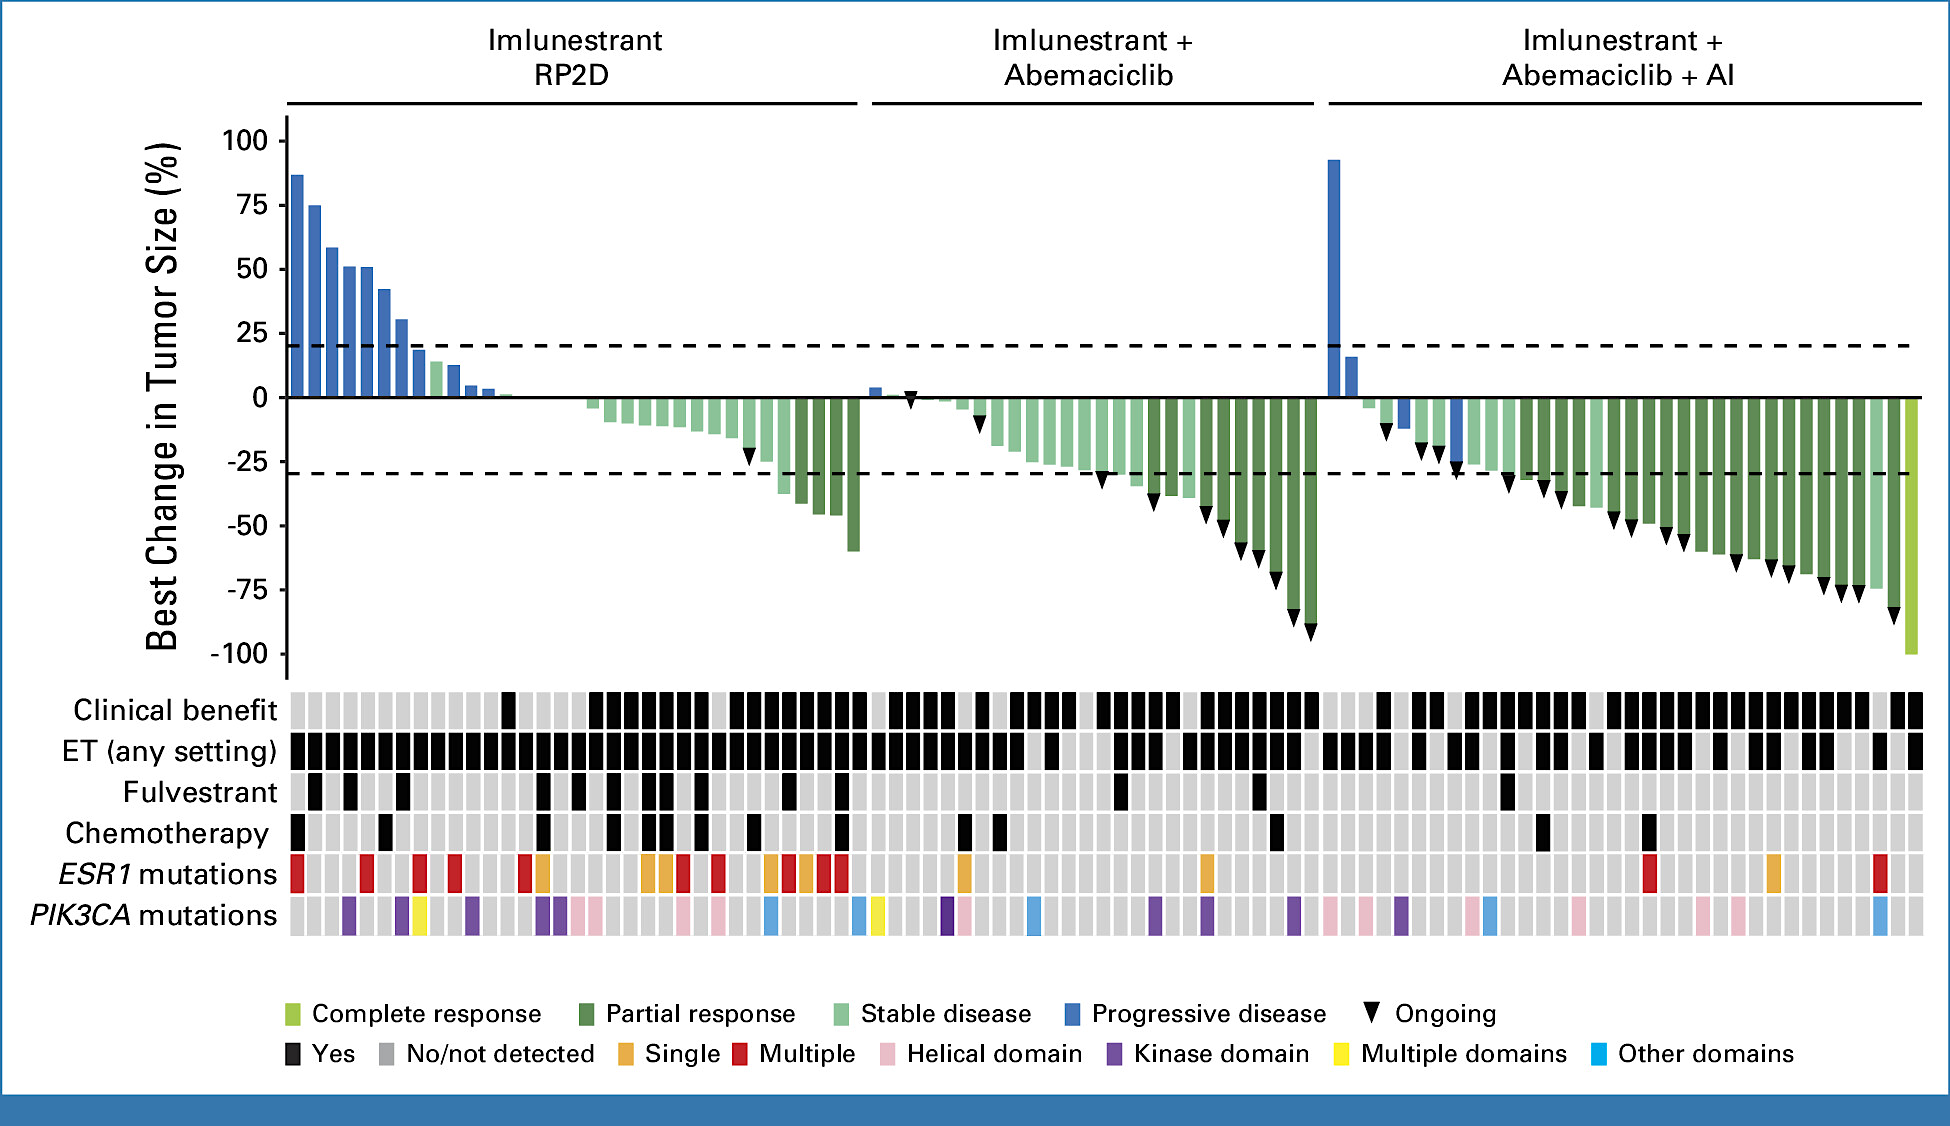 Imlunestrant
RP2D
Imlunestrant +
Abemaciclib
Imlunestrant +
Abemaciclib + AI
Best Change in Tumor Size (%)
100
75
50
25
0
-25
-50
-75
-100
Clinical benefit
ET (any setting)
Fulvestrant
Chemotherapy
ESR1 mutations
PIK3CA mutations
Complete response Partial response Stable disease Progressive disease Ongoing
Yes No/not detected Single Multiple Helical domain Kinase domain Multiple domains Other domains